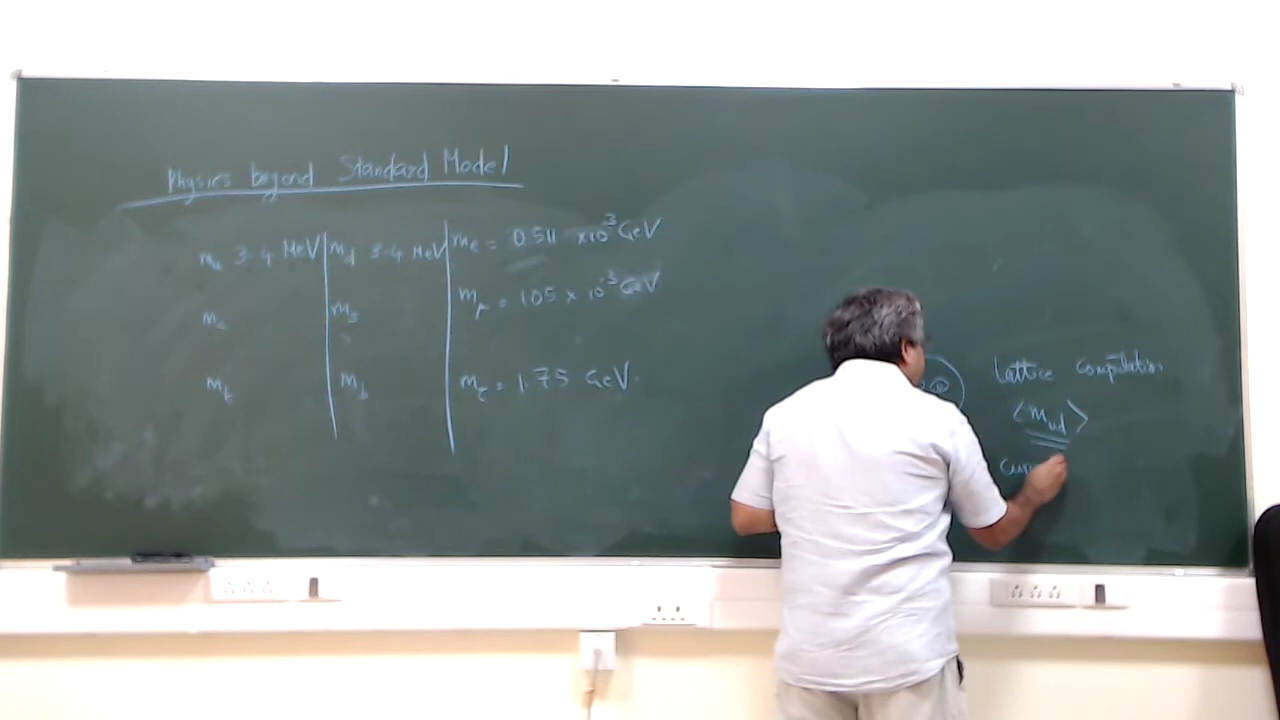 Physics beyond Standard Model
m_u 3-4 MeV | m_d 3-4 MeV | m_e = 0.511 × 10^-3 GeV
m_c | m_s | m_μ = 105 × 10^-3 GeV
m_t | m_b | m_τ = 1.75 GeV.
Lattice compilation
<m_ud>